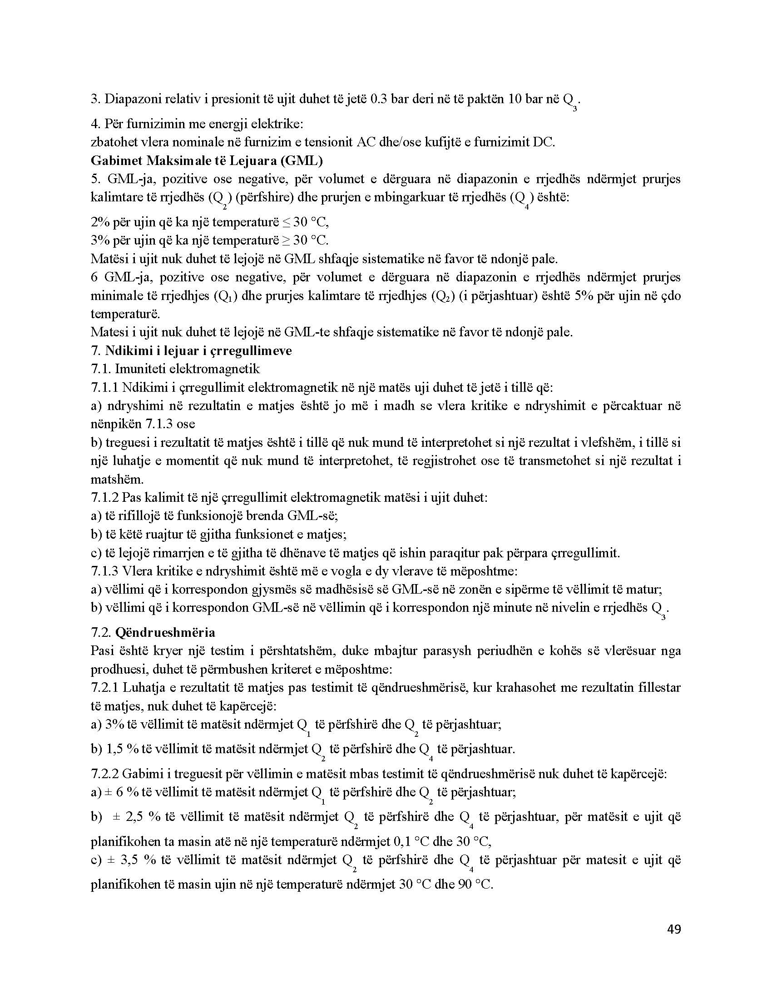 3. Diapazoni relativ i presionit të ujit duhet të jetë 0.3 bar deri në të paktën 10 bar në Q₃.
4. Për furnizimin me energji elektrike:
zbatohet vlera nominale në furnizim e tensionit AC dhe/ose kufijtë e furnizimit DC.
Gabimet Maksimale të Lejuara (GML)
5. GML-ja, pozitive ose negative, për volumet e dërguara në diapazonin e rrjedhës ndërmjet prurjes
kalimtare të rrjedhës (Q₂) (përfshire) dhe prurjen e mbingarkuar të rrjedhës (Q₄) është:
2% për ujin që ka një temperaturë ≤ 30 °C,
3% për ujin që ka një temperaturë ≥ 30 °C.
Matësi i ujit nuk duhet të lejojë në GML shfaqje sistematike në favor të ndonjë pale.
6 GML-ja, pozitive ose negative, për volumet e dërguara në diapazonin e rrjedhës ndërmjet prurjes
minimale të rrjedhjes (Q₁) dhe prurjes kalimtare të rrjedhjes (Q₂) (i përjashtuar) është 5% për ujin në çdo
temperaturë.
Matesi i ujit nuk duhet të lejojë në GML-te shfaqje sistematike në favor të ndonjë pale.
7. Ndikimi i lejuar i çrregullimeve
7.1. Imuniteti elektromagnetik
7.1.1 Ndikimi i çrregullimit elektromagnetik në një matës uji duhet të jetë i tillë që:
a) ndryshimi në rezultatin e matjes është jo më i madh se vlera kritike e ndryshimit e përcaktuar në
nënpikën 7.1.3 ose
b) treguesi i rezultatit të matjes është i tillë që nuk mund të interpretohet si një rezultat i vlefshëm, i tillë si
një luhatje e momentit që nuk mund të interpretohet, të regjistrohet ose të transmetohet si një rezultat i
matshëm.
7.1.2 Pas kalimit të një çrregullimit elektromagnetik matësi i ujit duhet:
a) të rifillojë të funksionojë brenda GML-së;
b) të këtë ruajtur të gjitha funksionet e matjes;
c) të lejojë rimarrjen e të gjitha të dhënave të matjes që ishin paraqitur pak përpara çrregullimit.
7.1.3 Vlera kritike e ndryshimit është më e vogla e dy vlerave të mëposhtme:
a) vëllimi që i korrespondon gjysmës së madhësisë së GML-së në zonën e sipërme të vëllimit të matur;
b) vëllimi që i korrespondon GML-së në vëllimin që i korrespondon një minute në nivelin e rrjedhës Q₃.
7.2. Qëndrueshmëria
Pasi është kryer një testim i përshtatshëm, duke mbajtur parasysh periudhën e kohës së vlerësuar nga
prodhuesi, duhet të përmbushen kriteret e mëposhtme:
7.2.1 Luhatja e rezultatit të matjes pas testimit të qëndrueshmërisë, kur krahasohet me rezultatin fillestar
të matjes, nuk duhet të kapërcejë:
a) 3% të vëllimit të matësit ndërmjet Q₁ të përfshirë dhe Q₂ të përjashtuar;
b) 1,5 % të vëllimit të matësit ndërmjet Q₂ të përfshirë dhe Q₄ të përjashtuar.
7.2.2 Gabimi i treguesit për vëllimin e matësit mbas testimit të qëndrueshmërisë nuk duhet të kapërcejë:
a) ± 6 % të vëllimit të matësit ndërmjet Q₁ të përfshirë dhe Q₂ të përjashtuar;
b) ± 2,5 % të vëllimit të matësit ndërmjet Q₂ të përfshirë dhe Q₄ të përjashtuar, për matësit e ujit që
planifikohen ta masin atë në një temperaturë ndërmjet 0,1 °C dhe 30 °C,
c) ± 3,5 % të vëllimit të matësit ndërmjet Q₂ të përfshirë dhe Q₄ të përjashtuar për matesit e ujit që
planifikohen të masin ujin në një temperaturë ndërmjet 30 °C dhe 90 °C.
49